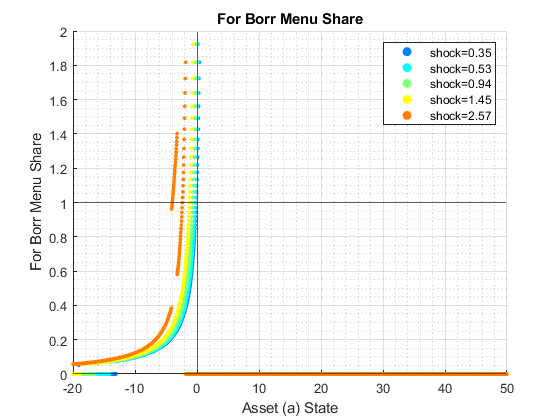 For Borr Menu Share
2
1.8
1.6
1.4
1.2
1
0.8
0.6
0.4
0.2
0
For Borr Menu Share
shock=0.35
shock=0.53
shock=0.94
shock=1.45
shock=2.57
-20 -10 0 10 20 30 40 50
Asset (a) State